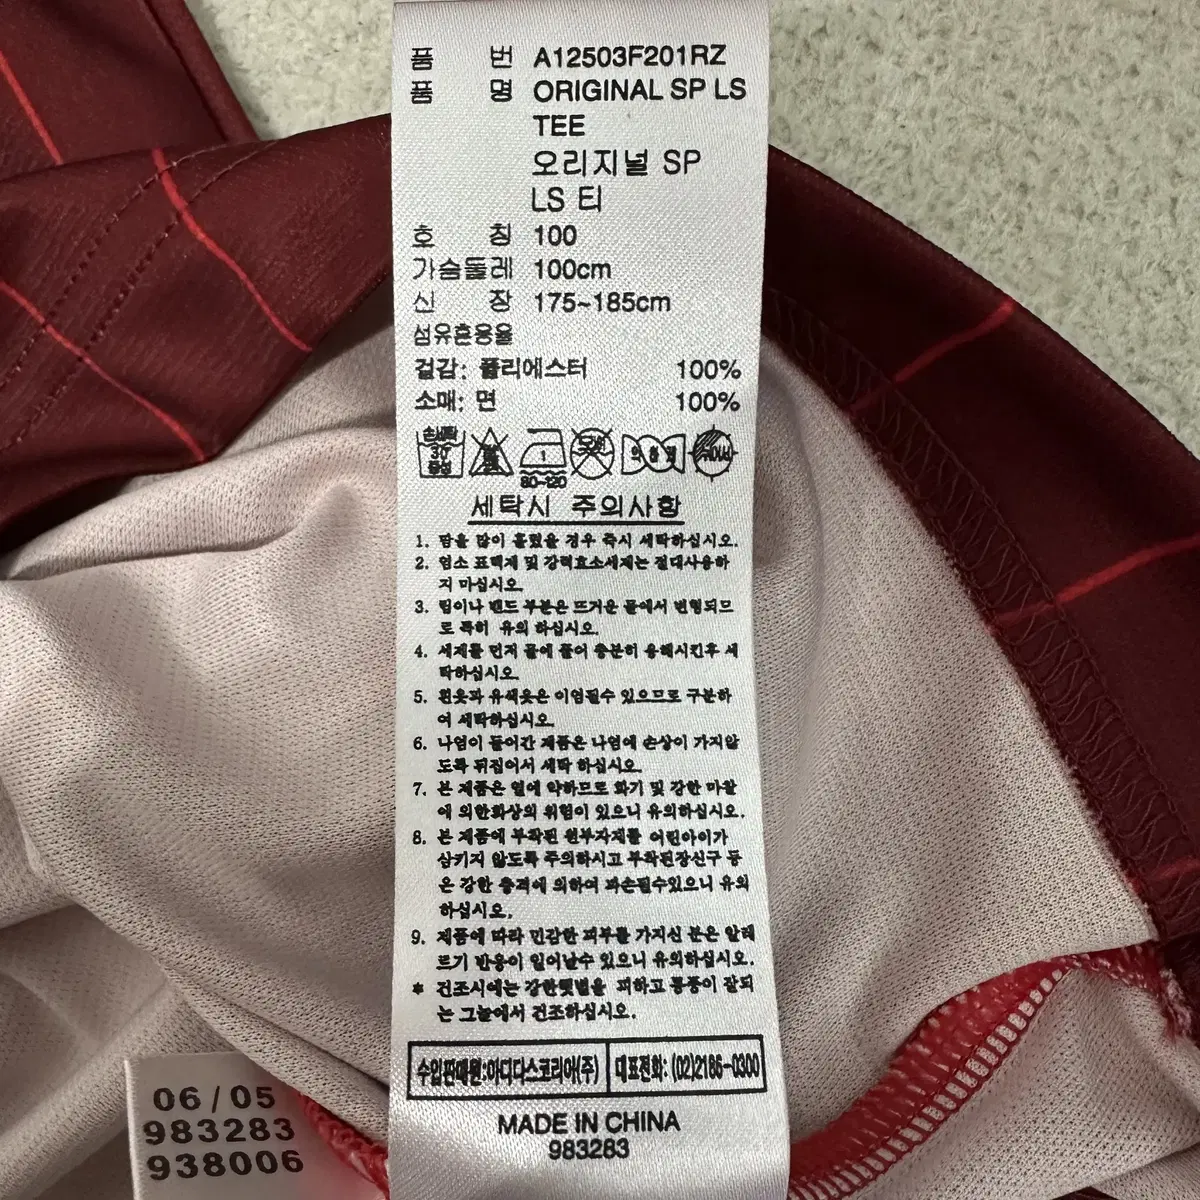 품 번 A12503F201RZ
품 명 ORIGINAL SP LS
TEE
오리지널 SP
LS 티
호 칭 100
가슴둘레 100cm
신 장 175~185cm
섬유혼용율
겉감: 폴리에스터 100%
소매: 면 100%
손세탁
30
중성
1
80~120
세탁시 주의사항
1. 땀을 많이 흘렸을 경우 즉시 세탁하십시오.
2. 염소 표백제 및 강력효소세제는 절대사용하
지 마십시오.
3. 림이나 밴드 부분은 뜨거운 물에서 변형되므
로 특히 유의 하십시오.
4. 세제를 먼저 물에 풀어 충분히 용해시킨후 세
탁하십시오.
5. 흰옷과 유색옷은 이염될수 있으므로 구분하
여 세탁하십시오.
6. 나염이 들어간 제품은 나염에 손상이 가지않
도록 뒤집어서 세탁 하십시오.
7. 본 제품은 열에 약하므로 화기 및 강한 마찰
에 의한화상의 위험이 있으니 유의하십시오.
8. 본 제품에 부착된 원부자재를 어린아이가
삼키지 않도록 주의하시고 부착된장신구 등
은 강한 충격에 의하여 파손될수있으니 유의
하십시오.
9. 제품에 따라 민감한 피부를 가지신 분은 알레
르기 반응이 일어날수 있으니 유의하십시오.
* 건조시에는 강한햇볕을 피하고 통풍이 잘되
는 그늘에서 건조하십시오.
수입판매원:아디다스코리아(주) 대표전화: (02)2186-0300
MADE IN CHINA
983283
06/05
983283
938006